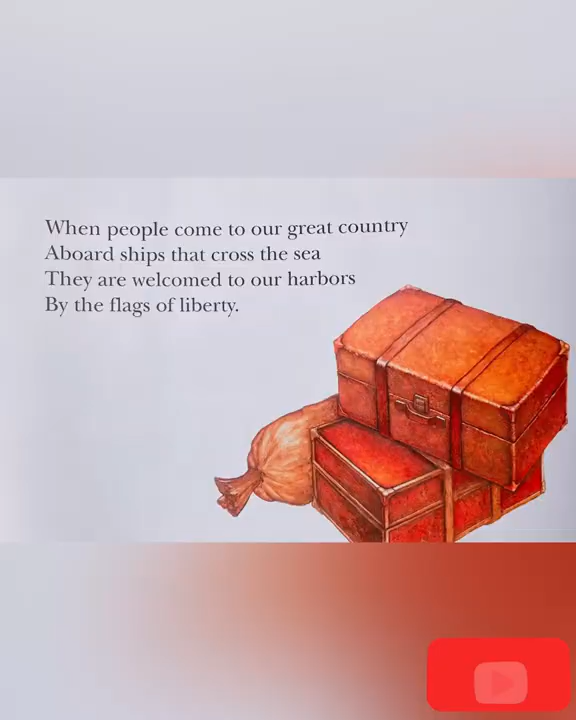 When people come to our great country
Aboard ships that cross the sea
They are welcomed to our harbors
By the flags of liberty.